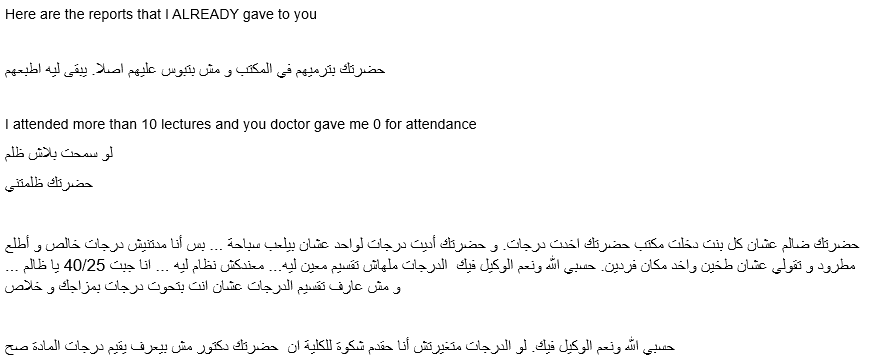 Here are the reports that I ALREADY gave to you
حضرتك بترميهم في المكتب و مش بتبوس عليهم اصلا. يبقى ليه اطبعهم
I attended more than 10 lectures and you doctor gave me 0 for attendance
لو سمحت بلاش ظلم
حضرتك ظلمتني
حضرتك ضالم عشان كل بنت دخلت مكتب حضرتك اخدت درجات. و حضرتك أديت درجات لواحد عشان بيلعب سباحة ... بس أنا مدتنيش درجات خالص و أطلع
مطرود و تقولي عشان طخين واخد مكان فردين. حسبي الله ونعم الوكيل فيك  الدرجات ملهاش تقسيم معين ليه... معندكش نظام ليه ... انا جبت 40/25 يا ظالم ...
و مش عارف تقسيم الدرجات عشان انت بتحوت درجات بمزاجك و خلاص
حسبي الله ونعم الوكيل فيك. لو الدرجات متغيرتش أنا حقدم شكوة للكلية ان  حضرتك دكتور مش بيعرف يقيم درجات المادة صح